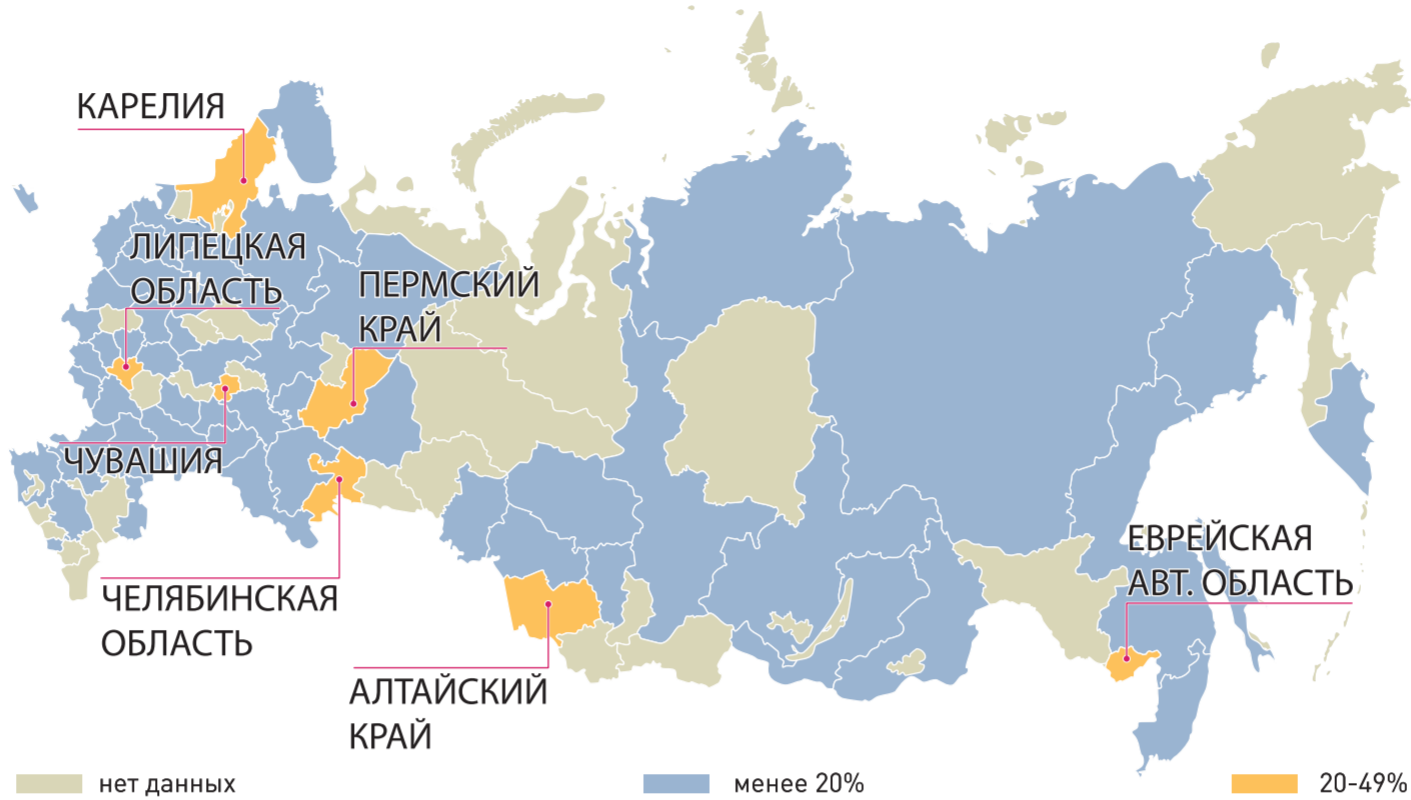 КАРЕЛИЯ
ЛИПЕЦКАЯ
ОБЛАСТЬ
ПЕРМСКИЙ
КРАЙ
ЧУВАШИЯ
ЕВРЕЙСКАЯ
АВТ. ОБЛАСТЬ
ЧЕЛЯБИНСКАЯ
ОБЛАСТЬ
АЛТАЙСКИЙ
КРАЙ
нет данных
менее 20%
20-49%